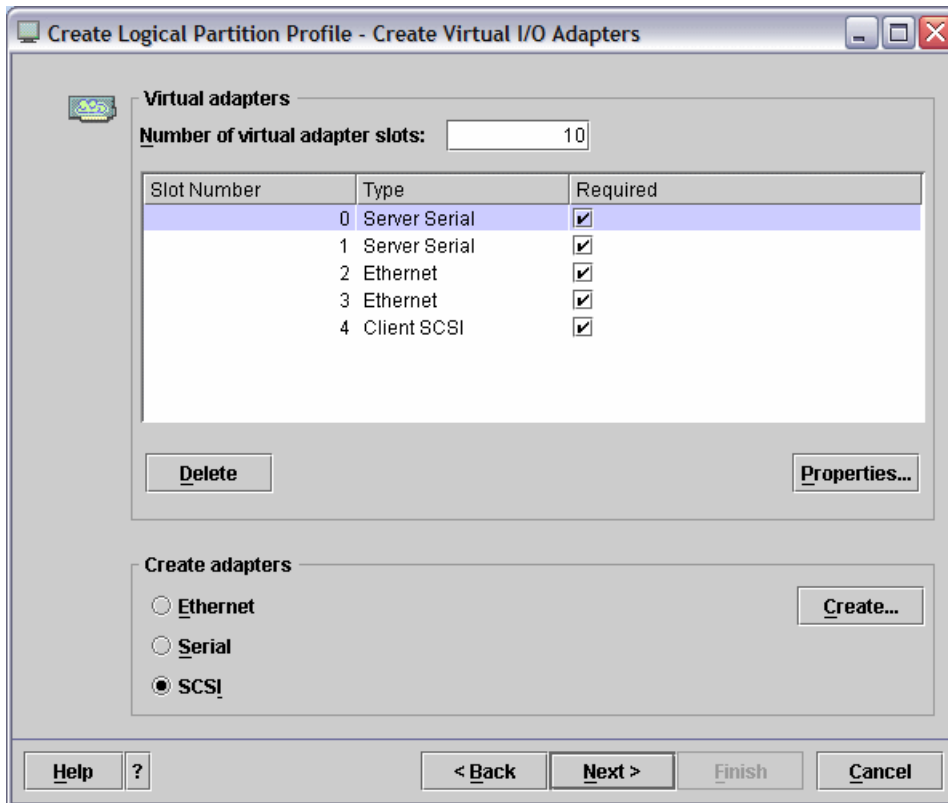 Create Logical Partition Profile - Create Virtual I/O Adapters
Virtual adapters
Number of virtual adapter slots: 10
Slot Number Type Required
0 Server Serial
1 Server Serial
2 Ethernet
3 Ethernet
4 Client SCSI
Delete Properties...
Create adapters
Ethernet Create...
Serial
SCSI
Help ? < Back Next > Finish Cancel